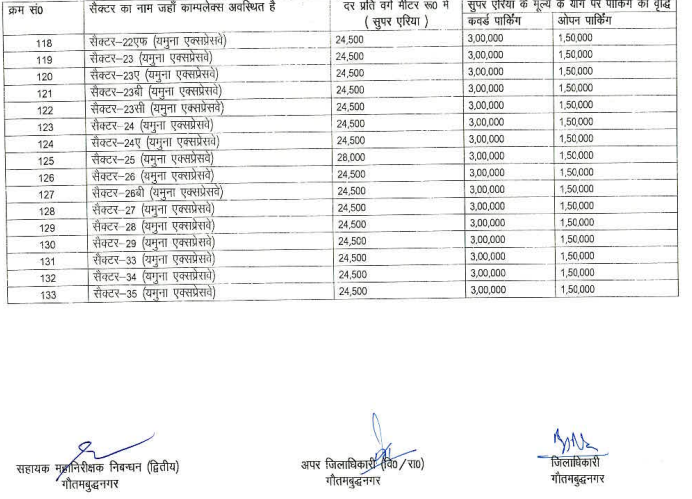 क्रम सं0 सैक्टर का नाम जहाँ काम्पलेक्स अवस्थित है दर प्रति वर्ग मीटर रू0 में ( सुपर एरिया ) सुपर एरिया के मूल्य के योग पर पार्किंग की वृद्धि
कवर्ड पार्किंग ओपन पार्किंग
118 सैक्टर–22एफ (यमुना एक्सप्रेसवे) 24,500 3,00,000 1,50,000
119 सैक्टर–23 (यमुना एक्सप्रेसवे) 24,500 3,00,000 1,50,000
120 सैक्टर–23ए (यमुना एक्सप्रेसवे) 24,500 3,00,000 1,50,000
121 सैक्टर–23बी (यमुना एक्सप्रेसवे) 24,500 3,00,000 1,50,000
122 सैक्टर–23सी (यमुना एक्सप्रेसवे) 24,500 3,00,000 1,50,000
123 सैक्टर–24 (यमुना एक्सप्रेसवे) 24,500 3,00,000 1,50,000
124 सैक्टर–24ए (यमुना एक्सप्रेसवे) 24,500 3,00,000 1,50,000
125 सैक्टर–25 (यमुना एक्सप्रेसवे) 28,000 3,00,000 1,50,000
126 सैक्टर–26 (यमुना एक्सप्रेसवे) 24,500 3,00,000 1,50,000
127 सैक्टर–26बी (यमुना एक्सप्रेसवे) 24,500 3,00,000 1,50,000
128 सैक्टर–27 (यमुना एक्सप्रेसवे) 24,500 3,00,000 1,50,000
129 सैक्टर–28 (यमुना एक्सप्रेसवे) 24,500 3,00,000 1,50,000
130 सैक्टर–29 (यमुना एक्सप्रेसवे) 24,500 3,00,000 1,50,000
131 सैक्टर–33 (यमुना एक्सप्रेसवे) 24,500 3,00,000 1,50,000
132 सैक्टर–34 (यमुना एक्सप्रेसवे) 24,500 3,00,000 1,50,000
133 सैक्टर–35 (यमुना एक्सप्रेसवे) 24,500 3,00,000 1,50,000
सहायक महानिरीक्षक निबन्धन (द्वितीय)
गौतमबुद्धनगर
अपर जिलाधिकारी (वि0/रा0)
गौतमबुद्धनगर
जिलाधिकारी
गौतमबुद्धनगर